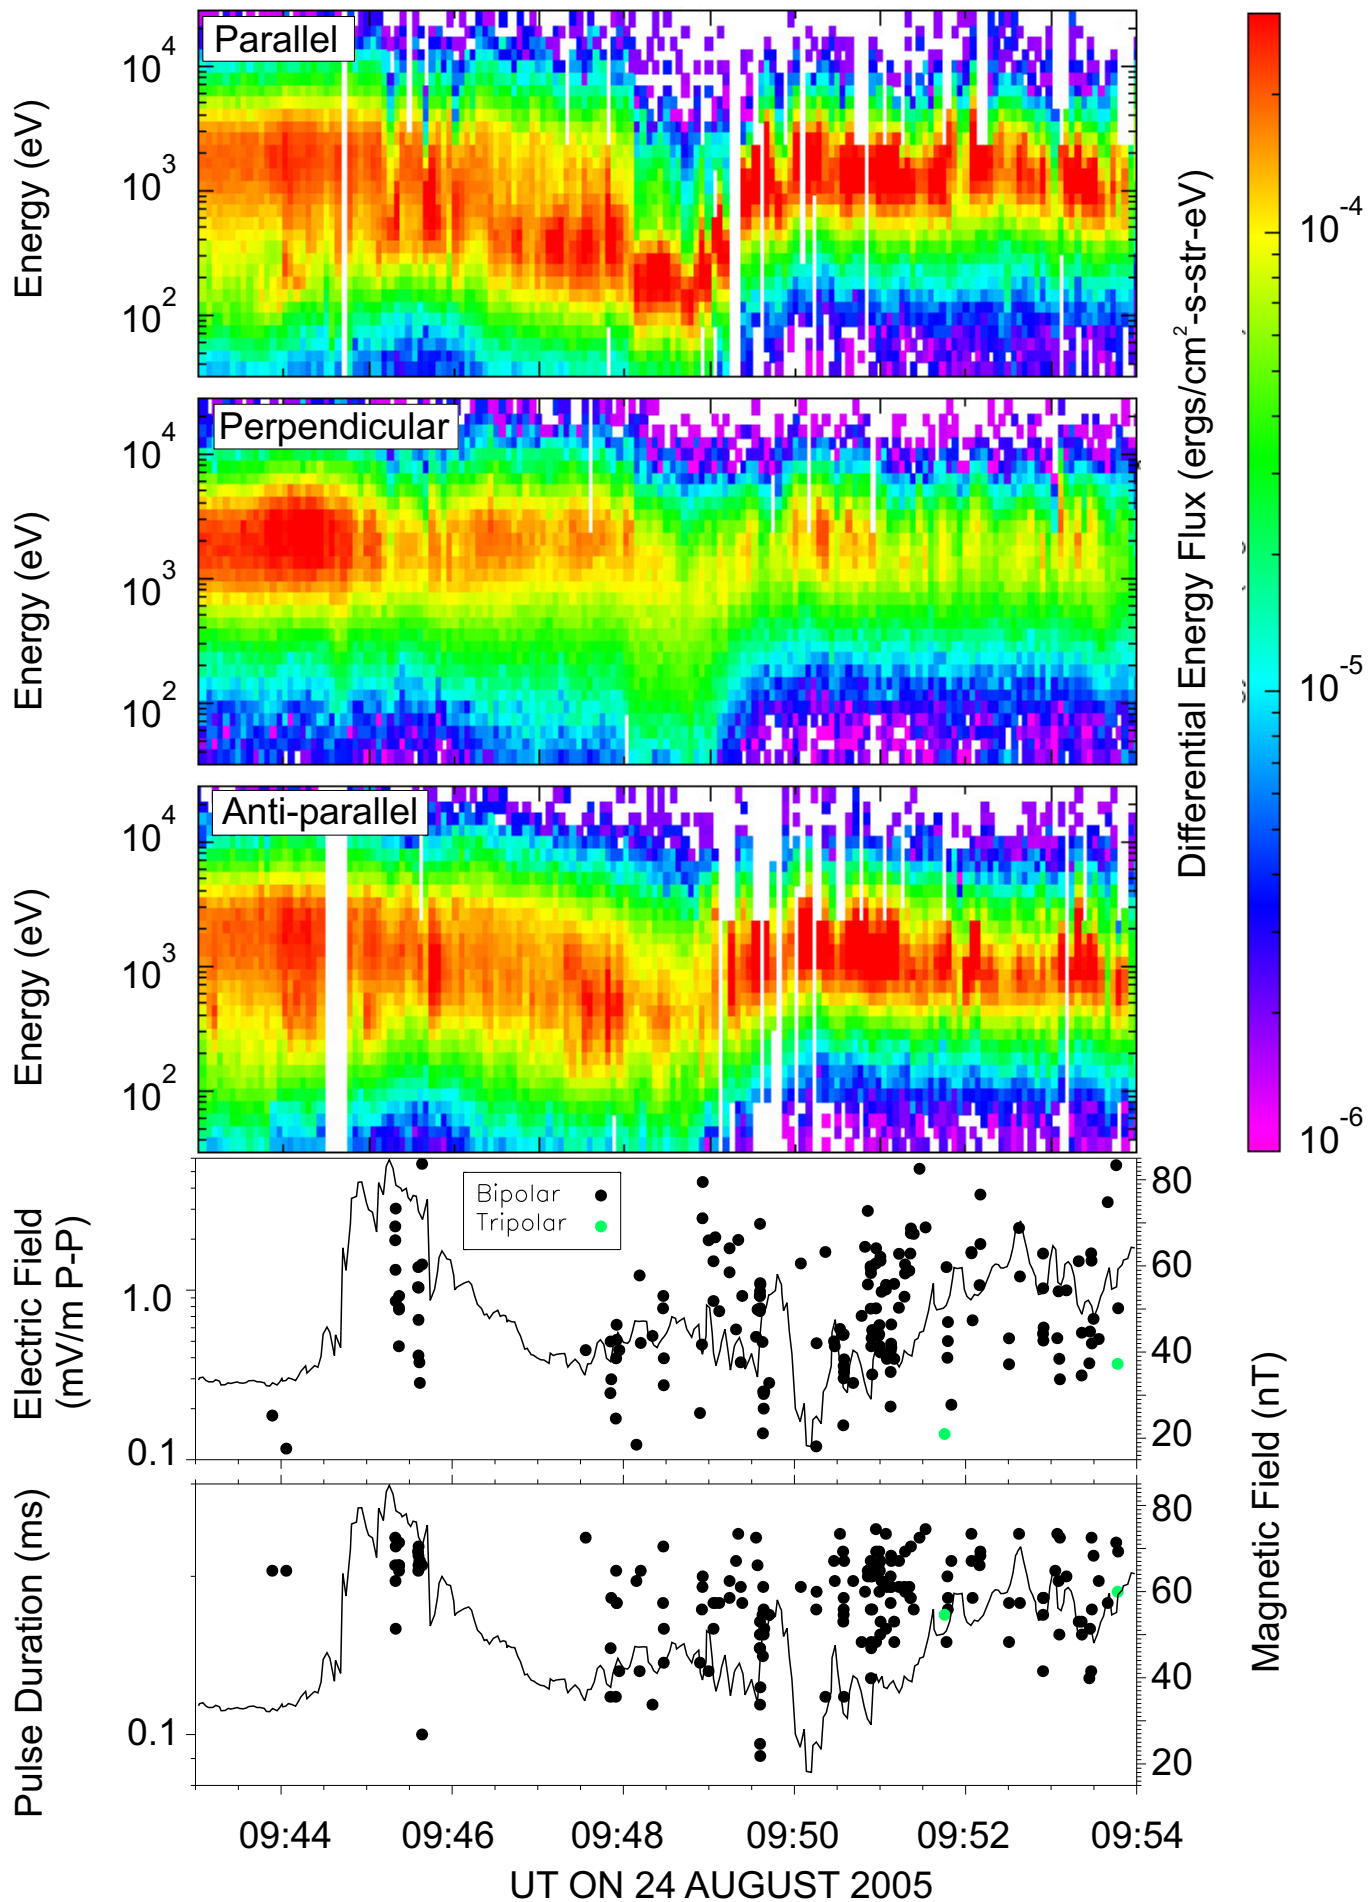 Parallel
10^4
10^3
10^2
Energy (eV)
Perpendicular
10^4
10^3
10^2
Energy (eV)
Anti-parallel
10^4
10^3
10^2
Energy (eV)
Differential Energy Flux (ergs/cm^2-s-str-eV)
10^-4
10^-5
10^-6
Bipolar
Tripolar
Electric Field
(mV/m P-P)
1.0
0.1
80
60
40
20
Pulse Duration (ms)
0.1
80
60
40
20
Magnetic Field (nT)
09:44 09:46 09:48 09:50 09:52 09:54
UT ON 24 AUGUST 2005